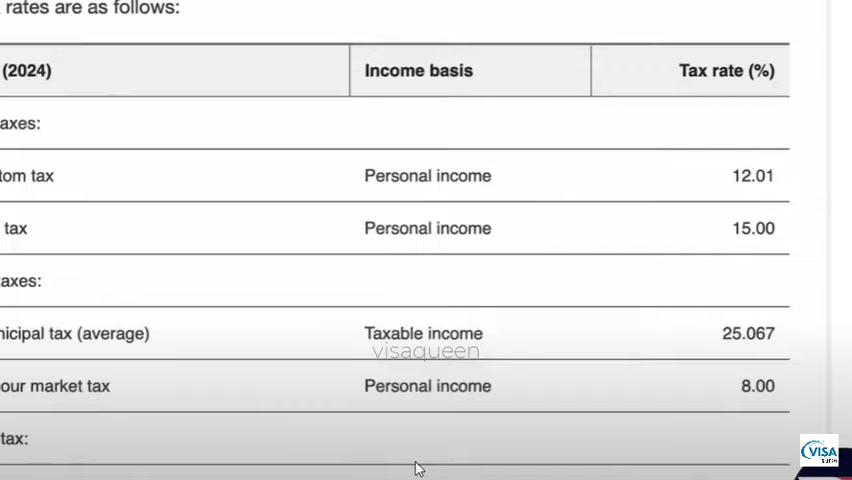 rates are as follows:
(2024) Income basis Tax rate (%)
axes:
tom tax Personal income 12.01
tax Personal income 15.00
axes:
nicipal tax (average) Taxable income 25.067
visaqueen
our market tax Personal income 8.00
tax:
VISA